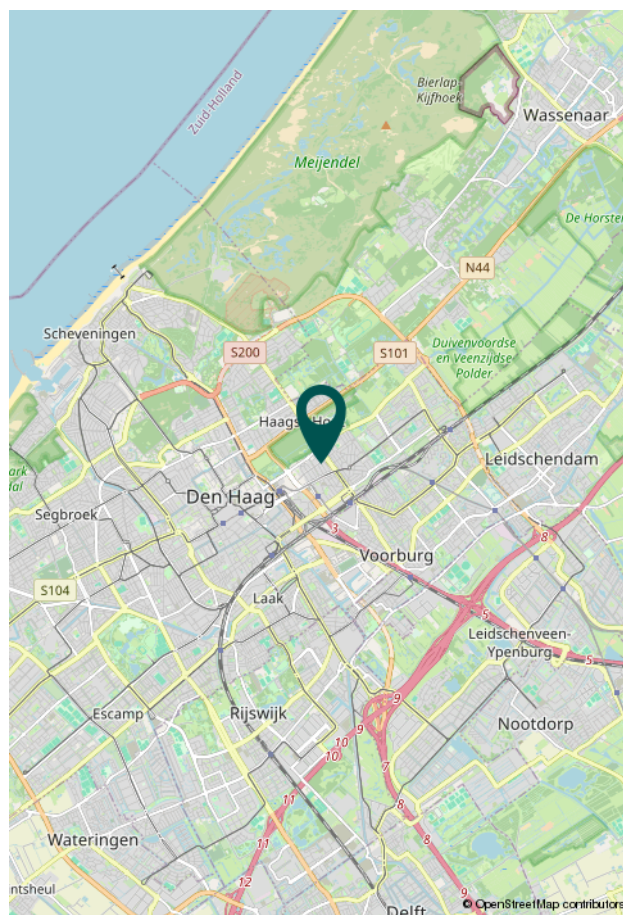 Bierlap
Kijfhoek
Wassenaar
Zuid-Holland
Meijendel
De Horsten
N44
Scheveningen
S200
S101
Duivenvoordse
en Veenzijdse
Polder
Leidschendam
Den Haag
Segbroek
3
8
Voorburg
S104
Laak
5
Leidschenveen-
Ypenburg
5
9
Escamp
Rijswijk
9
10
10
7
Nootdorp
11
11
8
8
Wateringen
12
9
ntsheul
Delft
© OpenStreetMap contributors